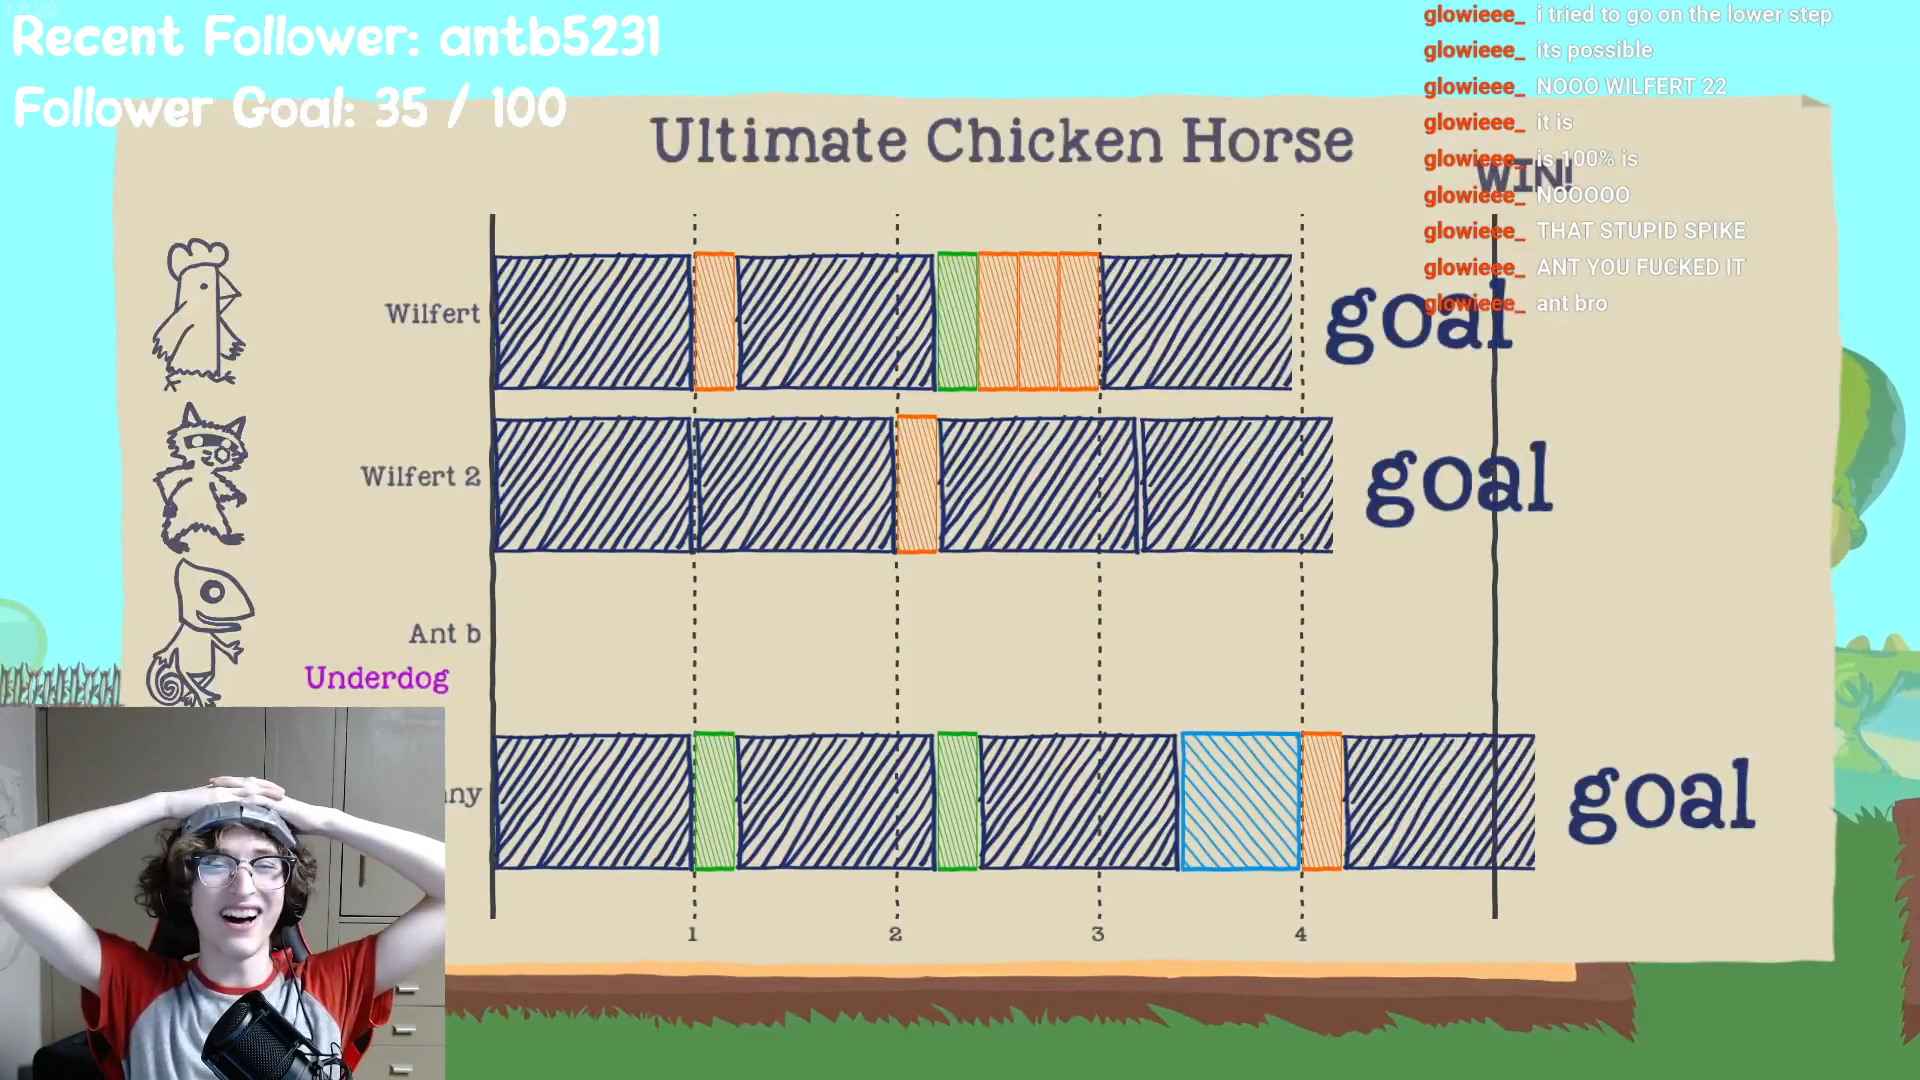 Recent Follower: antb5231
Follower Goal: 35 / 100
glowieee_ i tried to go on the lower step
glowieee_ its possible
glowieee_ NOOO WILFERT 22
glowieee_ it is
glowieee_ is 100% is
glowieee_ NOOOOO
glowieee_ THAT STUPID SPIKE
glowieee_ ANT YOU FUCKED IT
glowieee_ ant bro
Ultimate Chicken Horse
WIN!
Wilfert
goal
Wilfert 2
goal
Ant b
Underdog
ny
goal
1 2 3 4